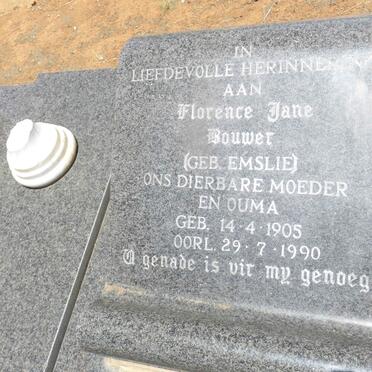 IN
LIEFDEVOLLE HERINNERING
AAN
Florence Jane
Bouwer
(GEB. EMSLIE)
ONS DIERBARE MOEDER
EN OUMA
GEB. 14·4·1905
OORL. 29·7·1990
U genade is vir my genoeg